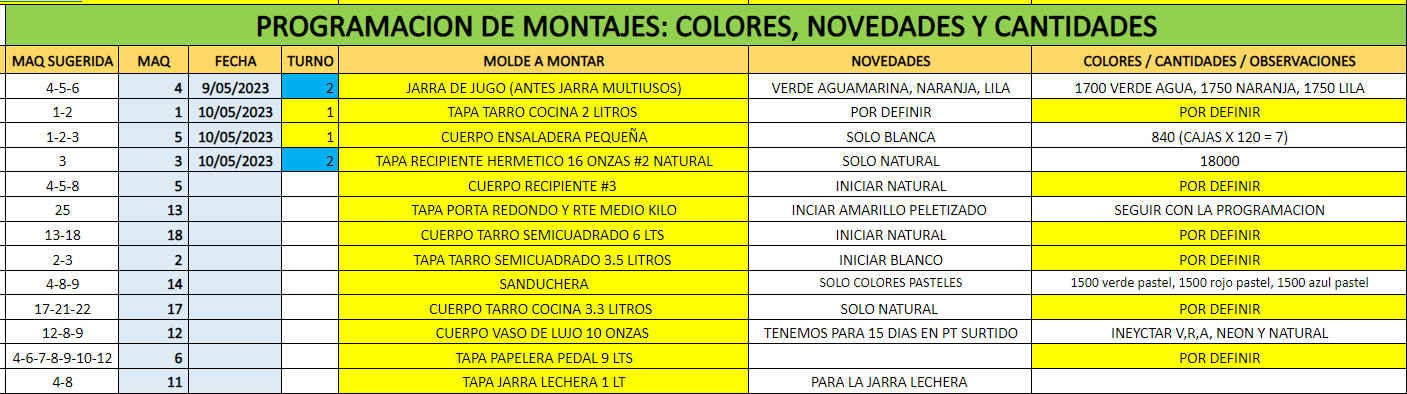 PROGRAMACION DE MONTAJES: COLORES, NOVEDADES Y CANTIDADES
MAQ SUGERIDA MAQ FECHA TURNO MOLDE A MONTAR NOVEDADES COLORES / CANTIDADES / OBSERVACIONES
4-5-6 4 9/05/2023 2 JARRA DE JUGO (ANTES JARRA MULTIUSOS) VERDE AGUAMARINA, NARANJA, LILA 1700 VERDE AGUA, 1750 NARANJA, 1750 LILA
1-2 1 10/05/2023 1 TAPA TARRO COCINA 2 LITROS POR DEFINIR POR DEFINIR
1-2-3 5 10/05/2023 1 CUERPO ENSALADERA PEQUEÑA SOLO BLANCA 840 (CAJAS X 120 = 7)
3 3 10/05/2023 2 TAPA RECIPIENTE HERMETICO 16 ONZAS #2 NATURAL SOLO NATURAL 18000
4-5-8 5 CUERPO RECIPIENTE #3 INICIAR NATURAL POR DEFINIR
25 13 TAPA PORTA REDONDO Y RTE MEDIO KILO INCIAR AMARILLO PELETIZADO SEGUIR CON LA PROGRAMACION
13-18 18 CUERPO TARRO SEMICUADRADO 6 LTS INICIAR NATURAL POR DEFINIR
2-3 2 TAPA TARRO SEMICUADRADO 3.5 LITROS INICIAR BLANCO POR DEFINIR
4-8-9 14 SANDUCHERA SOLO COLORES PASTELES 1500 verde pastel, 1500 rojo pastel, 1500 azul pastel
17-21-22 17 CUERPO TARRO COCINA 3.3 LITROS SOLO NATURAL POR DEFINIR
12-8-9 12 CUERPO VASO DE LUJO 10 ONZAS TENEMOS PARA 15 DIAS EN PT SURTIDO INEYCTAR V,R,A, NEON Y NATURAL
4-6-7-8-9-10-12 6 TAPA PAPELERA PEDAL 9 LTS POR DEFINIR
4-8 11 TAPA JARRA LECHERA 1 LT PARA LA JARRA LECHERA